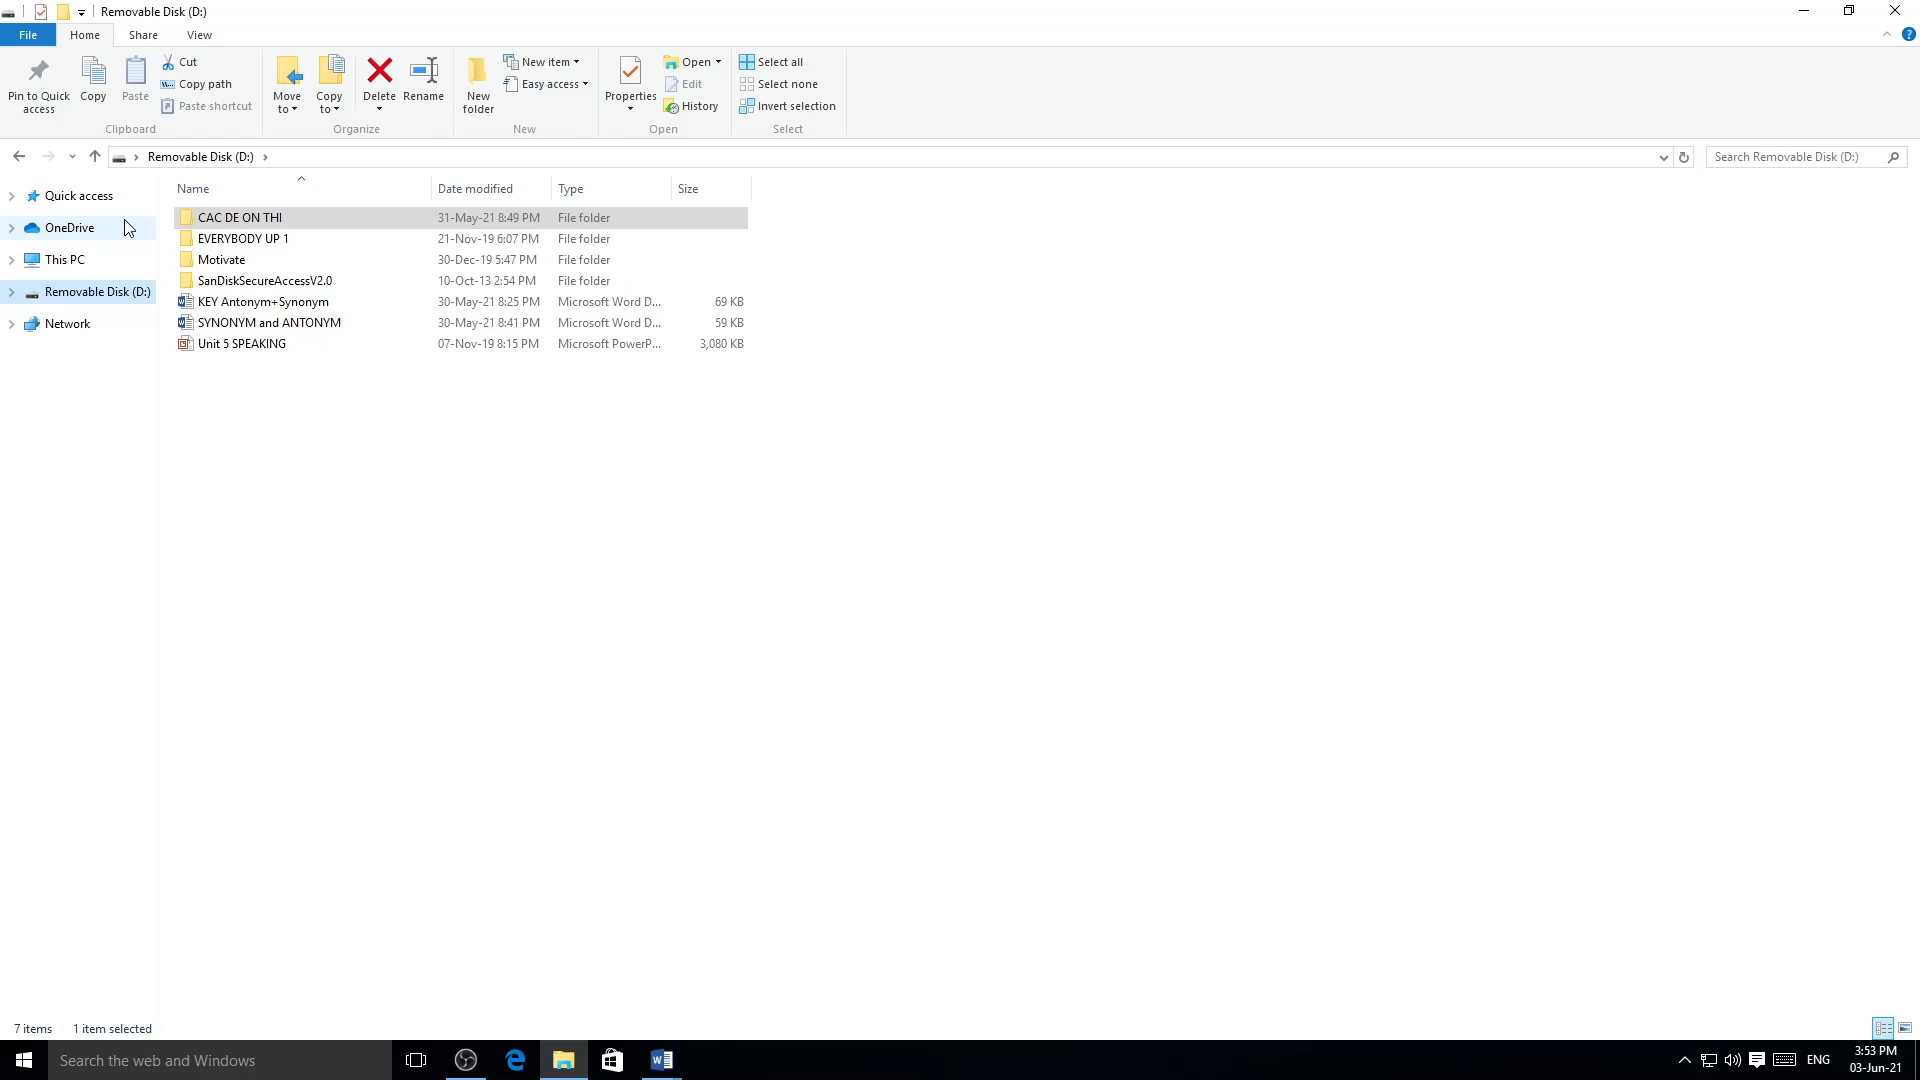 Removable Disk (D:)
File Home Share View
Pin to Quick access
Copy
Paste
Cut
Copy path
Paste shortcut
Clipboard
Move to
Copy to
Delete
Rename
Organize
New folder
New item
Easy access
New
Properties
Open
Edit
History
Open
Select all
Select none
Invert selection
Select
Removable Disk (D:)
Search Removable Disk (D:)
Quick access
OneDrive
This PC
Removable Disk (D:)
Network
Name Date modified Type Size
CAC DE ON THI 31-May-21 8:49 PM File folder
EVERYBODY UP 1 21-Nov-19 6:07 PM File folder
Motivate 30-Dec-19 5:47 PM File folder
SanDiskSecureAccessV2.0 10-Oct-13 2:54 PM File folder
KEY Antonym+Synonym 30-May-21 8:25 PM Microsoft Word D... 69 KB
SYNONYM and ANTONYM 30-May-21 8:41 PM Microsoft Word D... 59 KB
Unit 5 SPEAKING 07-Nov-19 8:15 PM Microsoft PowerP... 3,080 KB
7 items 1 item selected
Search the web and Windows
ENG
3:53 PM
03-Jun-21